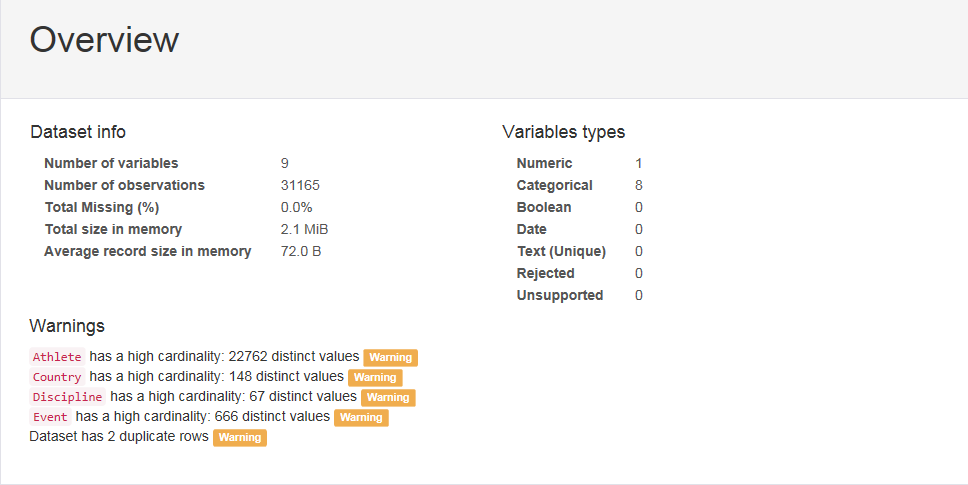 Overview
Dataset info
Number of variables 9
Number of observations 31165
Total Missing (%) 0.0%
Total size in memory 2.1 MiB
Average record size in memory 72.0 B
Variables types
Numeric 1
Categorical 8
Boolean 0
Date 0
Text (Unique) 0
Rejected 0
Unsupported 0
Warnings
Athlete has a high cardinality: 22762 distinct values Warning
Country has a high cardinality: 148 distinct values Warning
Discipline has a high cardinality: 67 distinct values Warning
Event has a high cardinality: 666 distinct values Warning
Dataset has 2 duplicate rows Warning